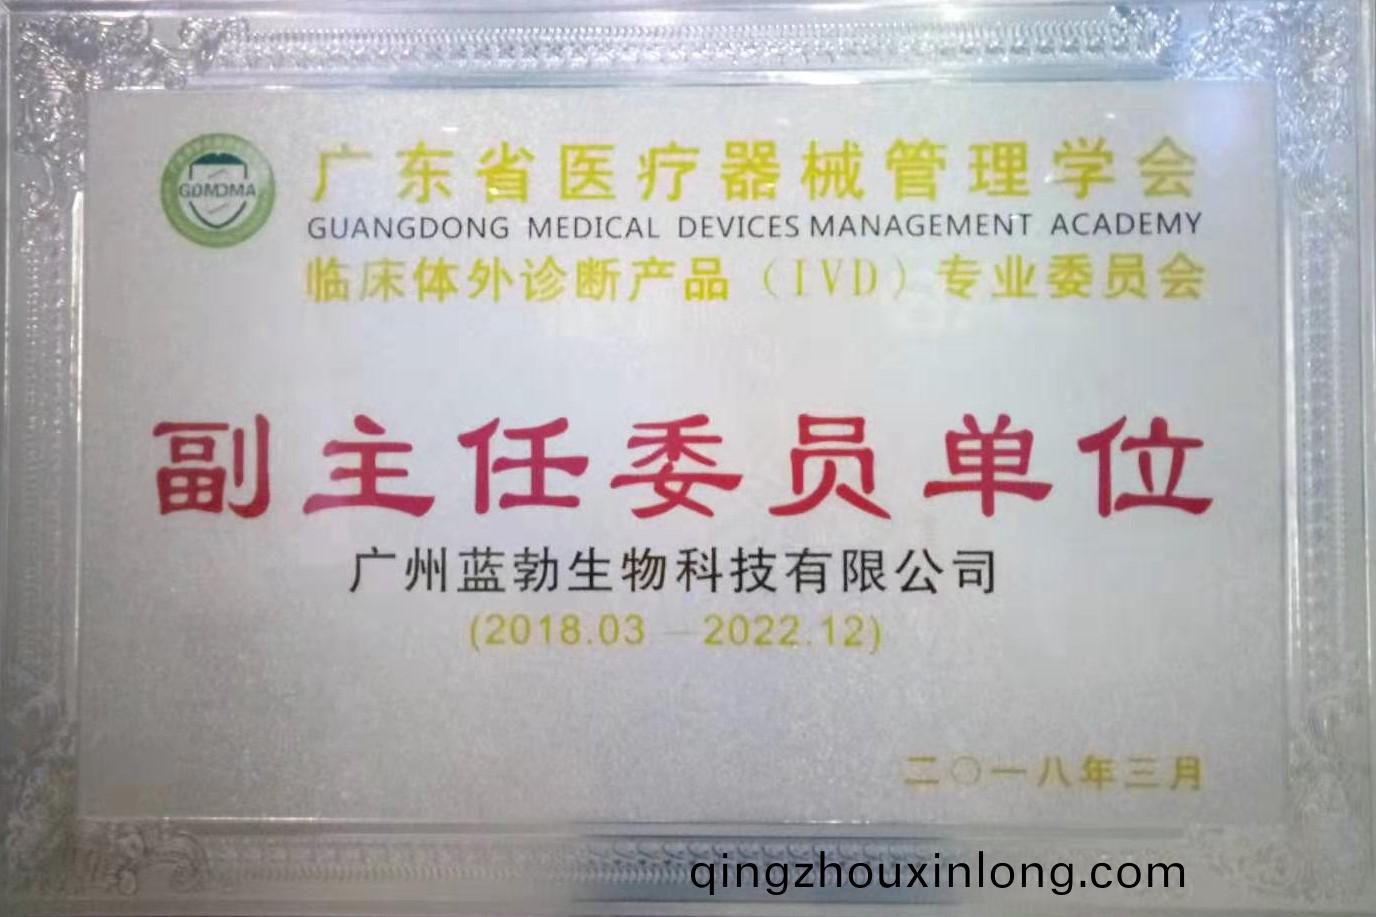 GDMDMA
广东省医疗器械管理学会
GUANGDONG MEDICAL DEVICES MANAGEMENT ACADEMY
临床体外诊断产品（IVD）专业委员会
副主任委员单位
广州蓝勃生物科技有限公司
(2018.03 — 2022.12)
二〇一八年三月
qingzhouxinlong.com